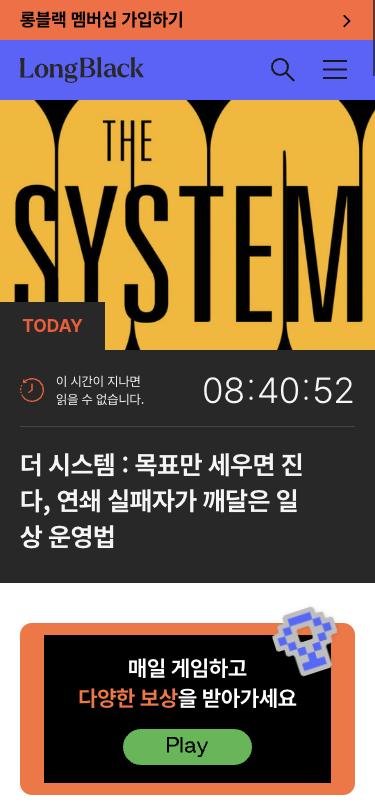 롱블랙 멤버십 가입하기
LongBlack
THE
SYSTEM
TODAY
이 시간이 지나면
읽을 수 없습니다.
08:40:52
더 시스템 : 목표만 세우면 진
다, 연쇄 실패자가 깨달은 일
상 운영법
매일 게임하고
다양한 보상을 받아가세요
Play